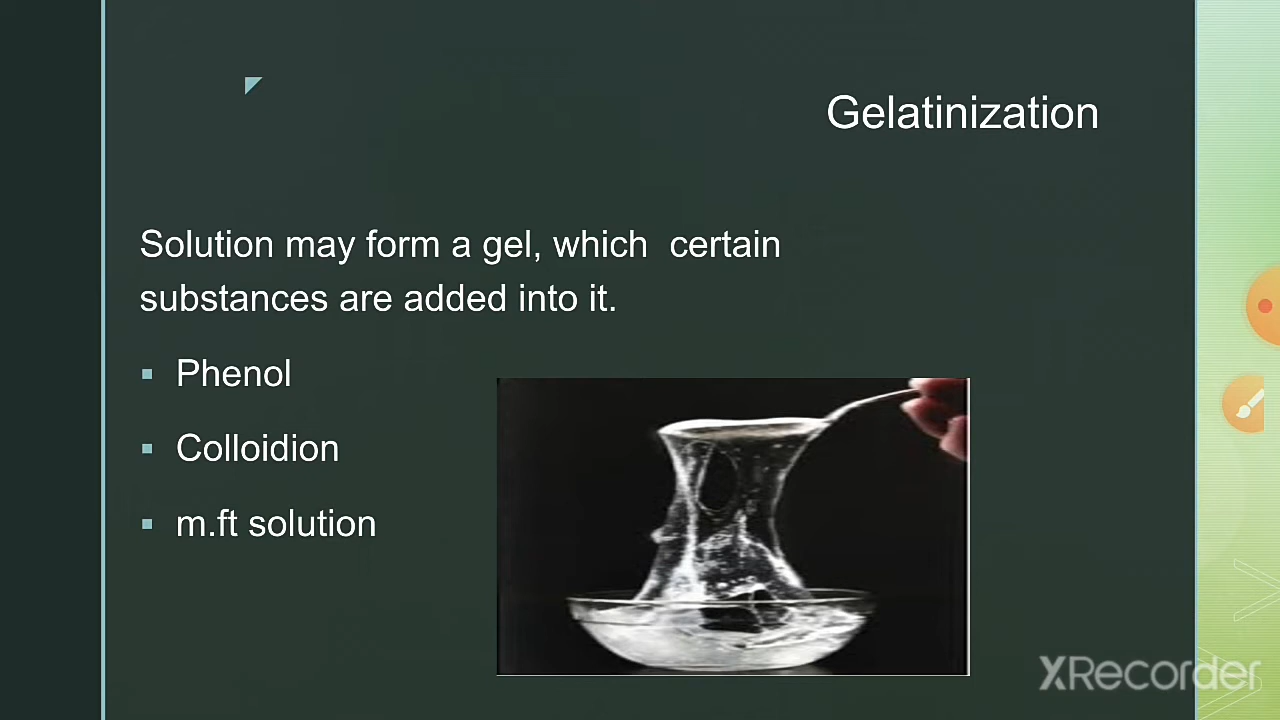 Gelatinization
Solution may form a gel, which certain
substances are added into it.
Phenol
Colloidion
m.ft solution
XRecorder